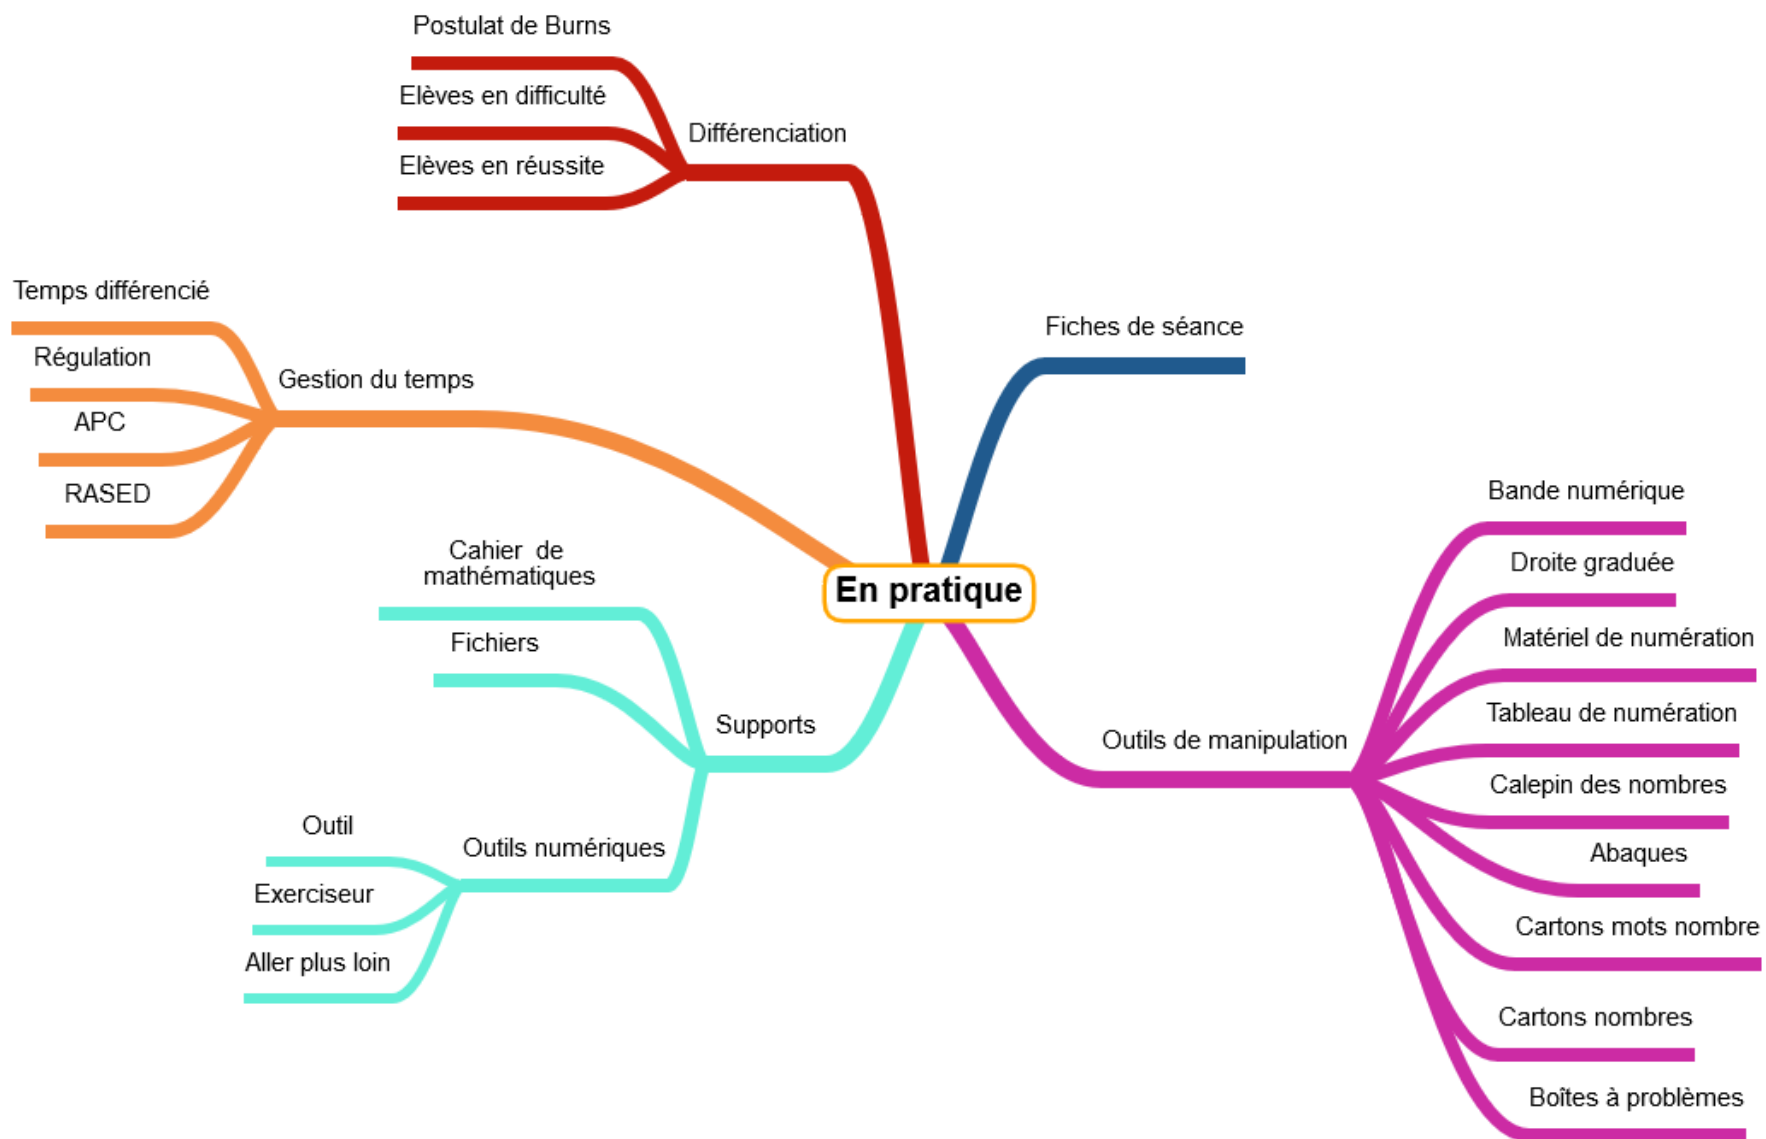 Postulat de Burns
Elèves en difficulté
Elèves en réussite
Différenciation
Temps différencié
Régulation
APC
RASED
Gestion du temps
Fiches de séance
En pratique
Cahier de
mathématiques
Fichiers
Supports
Outils numériques
Outil
Exerciseur
Aller plus loin
Outils de manipulation
Bande numérique
Droite graduée
Matériel de numération
Tableau de numération
Calepin des nombres
Abaques
Cartons mots nombre
Cartons nombres
Boîtes à problèmes